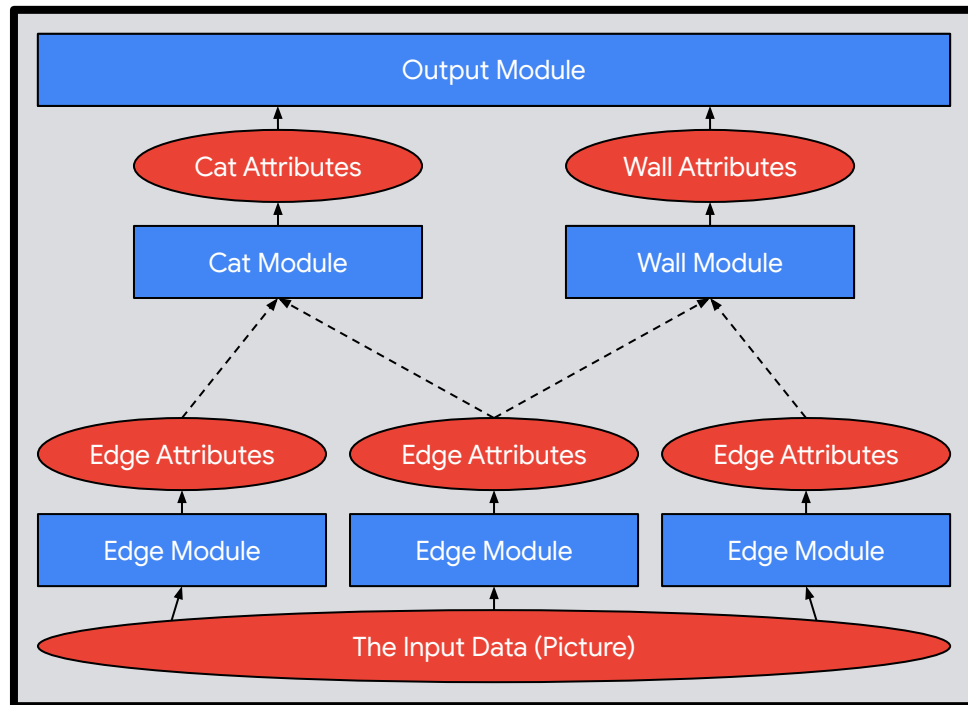 Output Module
Cat Attributes
Wall Attributes
Cat Module
Wall Module
Edge Attributes
Edge Attributes
Edge Attributes
Edge Module
Edge Module
Edge Module
The Input Data (Picture)